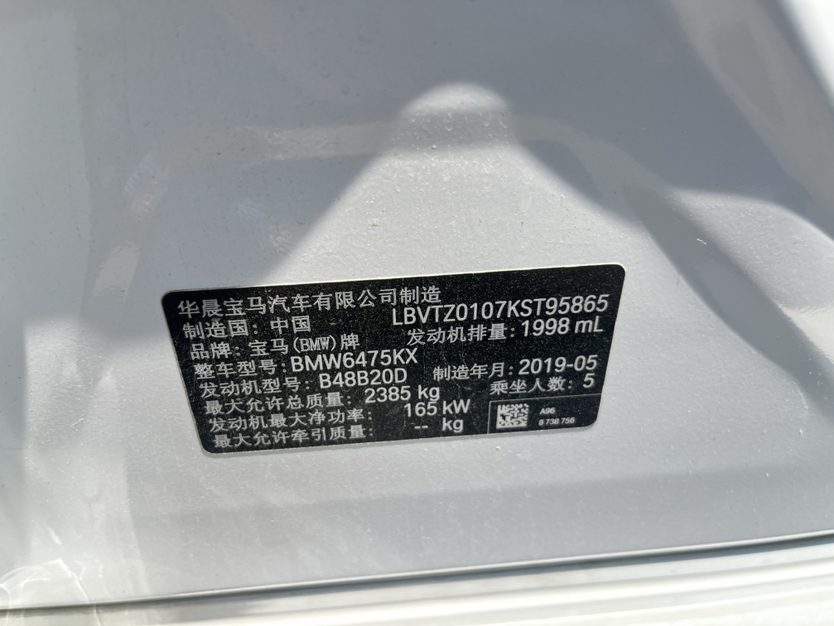 华晨宝马汽车有限公司制造
LBVTZ0107KST95865
制造国: 中国
发动机排量: 1998 mL
品牌: 宝马(BMW)牌
整车型号: BMW6475KX
制造年月: 2019-05
发动机型号: B48B20D
乘坐人数: 5
最大允许总质量: 2385 kg
发动机最大净功率: 165 kW
最大允许牵引质量: -- kg
A96
8 738 756